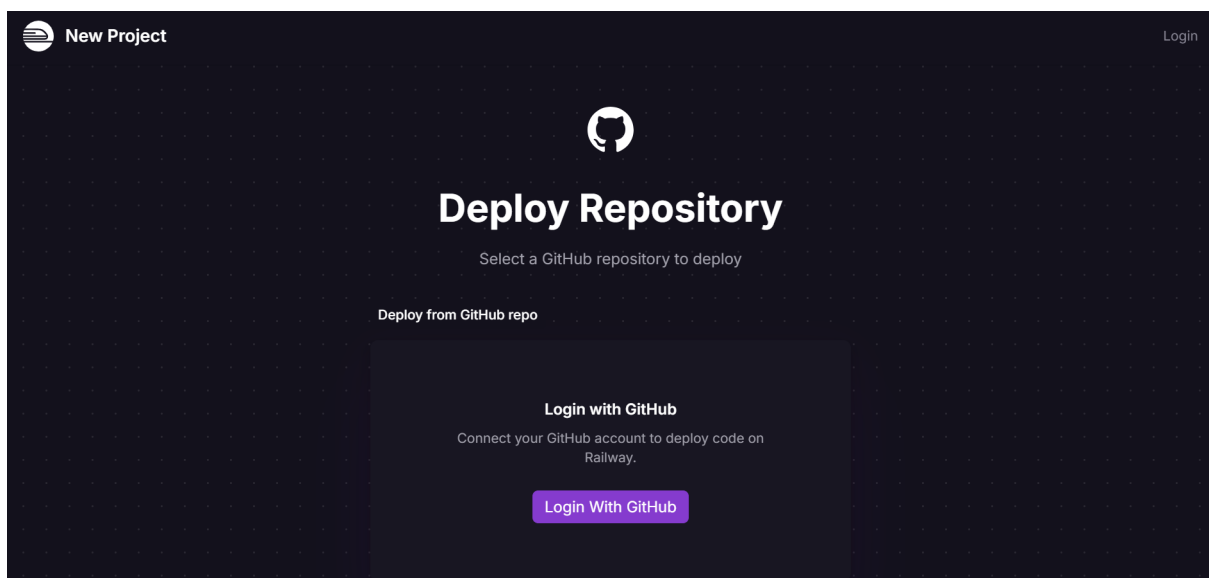 New Project
Login
Deploy Repository
Select a GitHub repository to deploy
Deploy from GitHub repo
Login with GitHub
Connect your GitHub account to deploy code on
Railway.
Login With GitHub